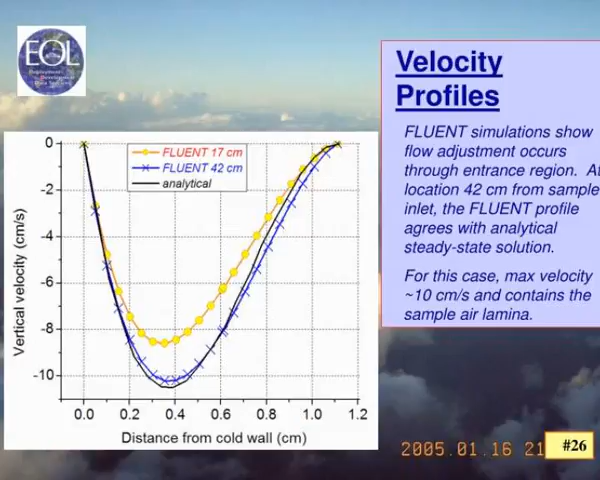 EOL
Velocity
Profiles
FLUENT simulations show
flow adjustment occurs
through entrance region. At
location 42 cm from sample
inlet, the FLUENT profile
agrees with analytical
steady-state solution.
For this case, max velocity
~10 cm/s and contains the
sample air lamina.
FLUENT 17 cm
FLUENT 42 cm
analytical
Vertical velocity (cm/s)
0
-2
-4
-6
-8
-10
0.0 0.2 0.4 0.6 0.8 1.0 1.2
Distance from cold wall (cm)
2005.01.16 21
#26